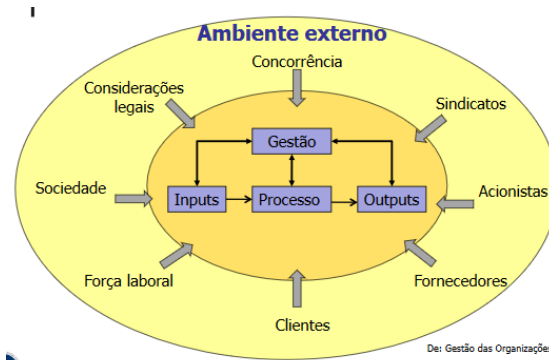 Ambiente externo
Concorrência
Considerações
legais
Sindicatos
Gestão
Sociedade
Inputs
Processo
Outputs
Acionistas
Força laboral
Fornecedores
Clientes
De: Gestão das Organizações